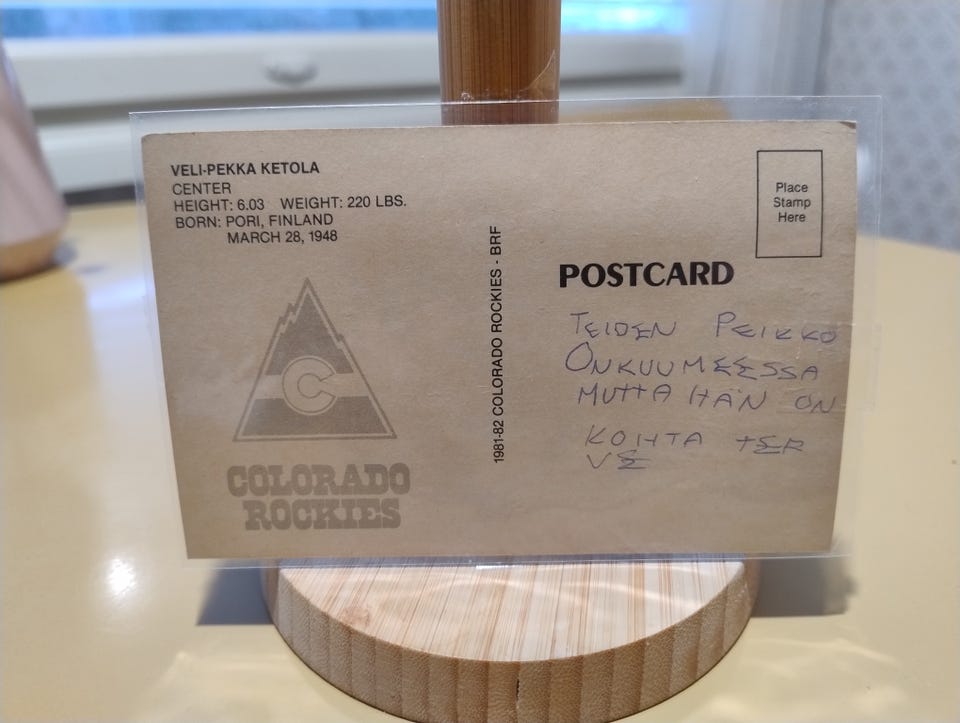 VELI-PEKKA KETOLA
CENTER
HEIGHT: 6.03 WEIGHT: 220 LBS.
BORN: PORI, FINLAND
MARCH 28, 1948
C
COLORADO
ROCKIES
1981-82 COLORADO ROCKIES - BRF
Place
Stamp
Here
POSTCARD
TEIDEN PEIKKO
ONKUUMEESSA
MUTTA HÄN ON
KOHTA TER
VE